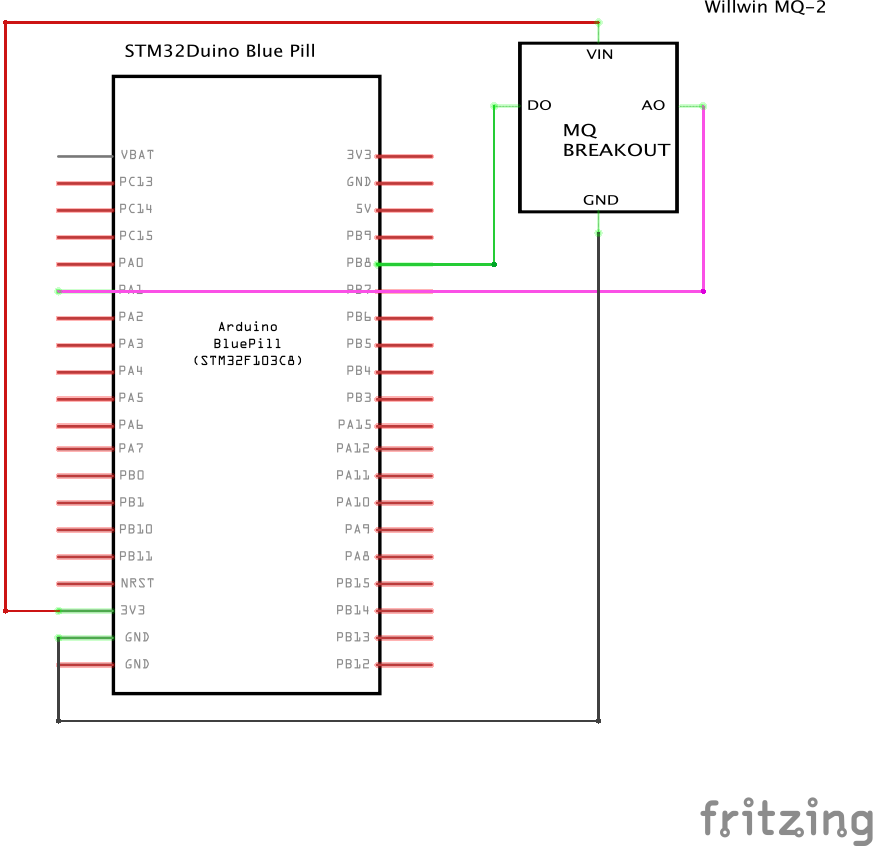 Willwin MQ-2
STM32Duino Blue Pill
VIN
DO
AO
MQ
BREAKOUT
GND
VBAT
PC13
PC14
PC15
PA0
PA1
PA2
PA3
PA4
PA5
PA6
PA7
PB0
PB1
PB10
PB11
NRST
3V3
GND
GND
Arduino
BluePill
(STM32F103C8)
3V3
GND
5V
PB9
PB8
PB7
PB6
PB5
PB4
PB3
PA15
PA12
PA11
PA10
PA9
PA8
PB15
PB14
PB13
PB12
fritzing